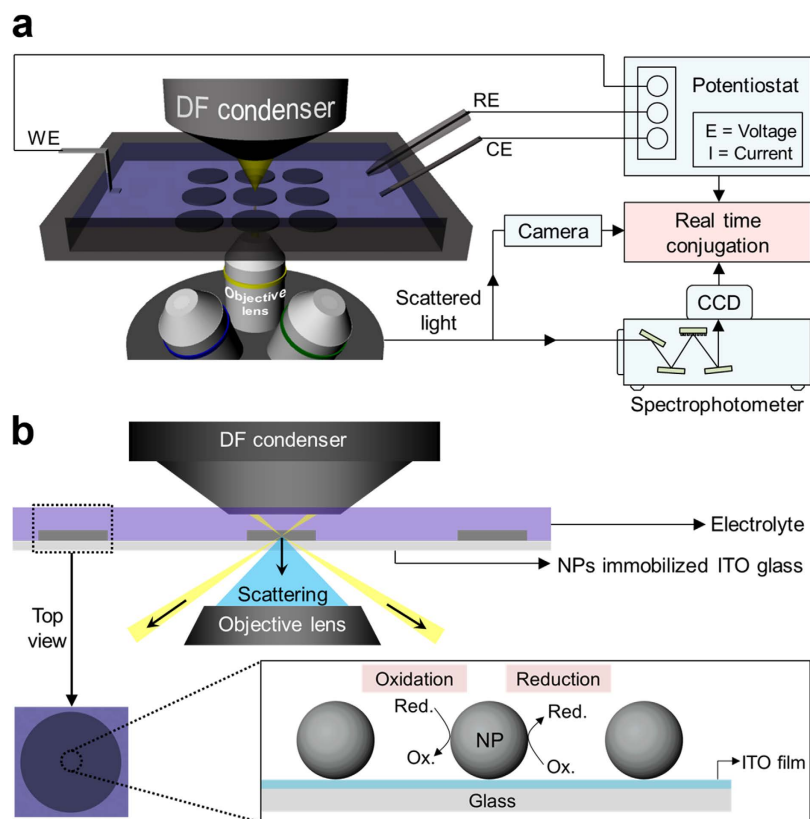 a
DF condenser
WE
RE
CE
Potentiostat
E = Voltage
I = Current
Camera
Real time
conjugation
Objective
lens
Scattered
light
CCD
Spectrophotometer
b
DF condenser
Electrolyte
NPs immobilized ITO glass
Scattering
Objective lens
Top
view
Oxidation
Reduction
Red.
Ox.
NP
Red.
Ox.
ITO film
Glass